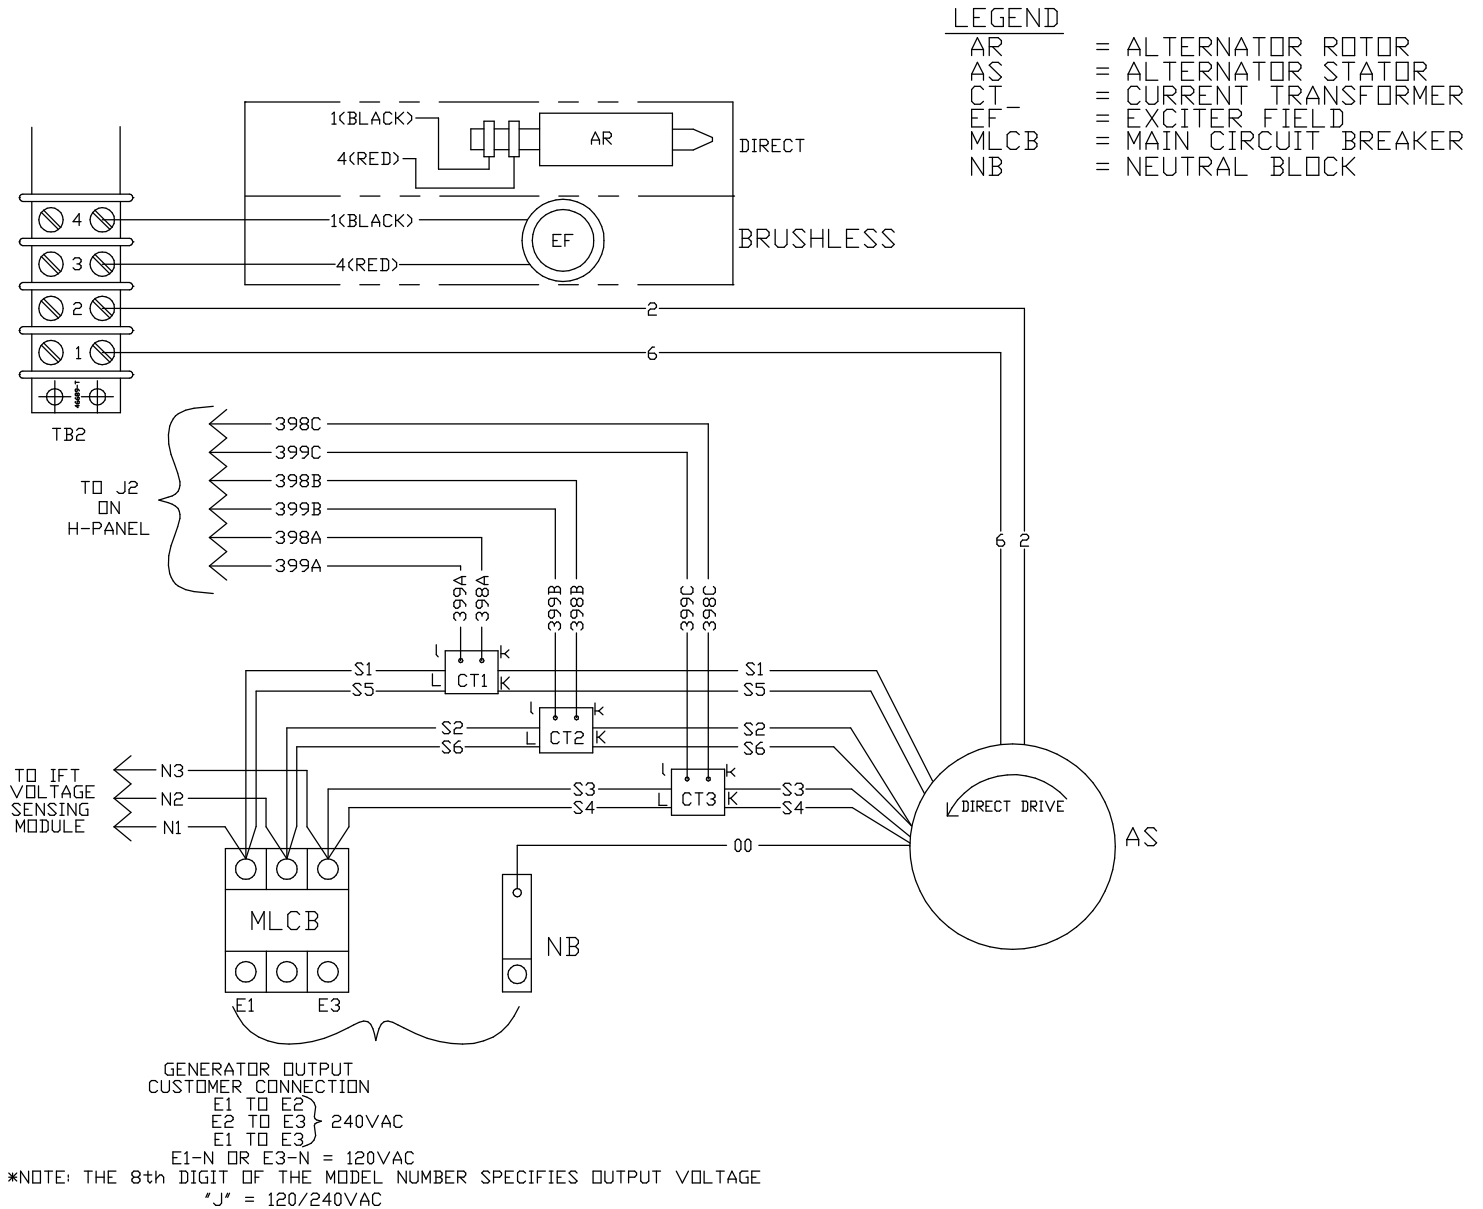 LEGEND
AR = ALTERNATOR ROTOR
AS = ALTERNATOR STATOR
CT_ = CURRENT TRANSFORMER
EF = EXCITER FIELD
MLCB = MAIN CIRCUIT BREAKER
NB = NEUTRAL BLOCK
1(BLACK)
4(RED)
AR
DIRECT
4
1(BLACK)
EF
BRUSHLESS
3
4(RED)
2
2
1
6
46689-T
TB2
398C
399C
398B
399B
398A
399A
TO J2
ON
H-PANEL
6 2
399A
398A
399B
398B
399C
398C
l k
S1 S1
L CT1 K
S5 S5
l k
S2 S2
L CT2 K
S6 S6
l k
S3 S3
L CT3 K
S4 S4
TO IFT
VOLTAGE
SENSING
MODULE
N3
N2
N1
DIRECT DRIVE
AS
00
MLCB
NB
E1 E3
GENERATOR OUTPUT
CUSTOMER CONNECTION
E1 TO E2
E2 TO E3 240VAC
E1 TO E3
E1-N OR E3-N = 120VAC
*NOTE: THE 8th DIGIT OF THE MODEL NUMBER SPECIFIES OUTPUT VOLTAGE
"J" = 120/240VAC